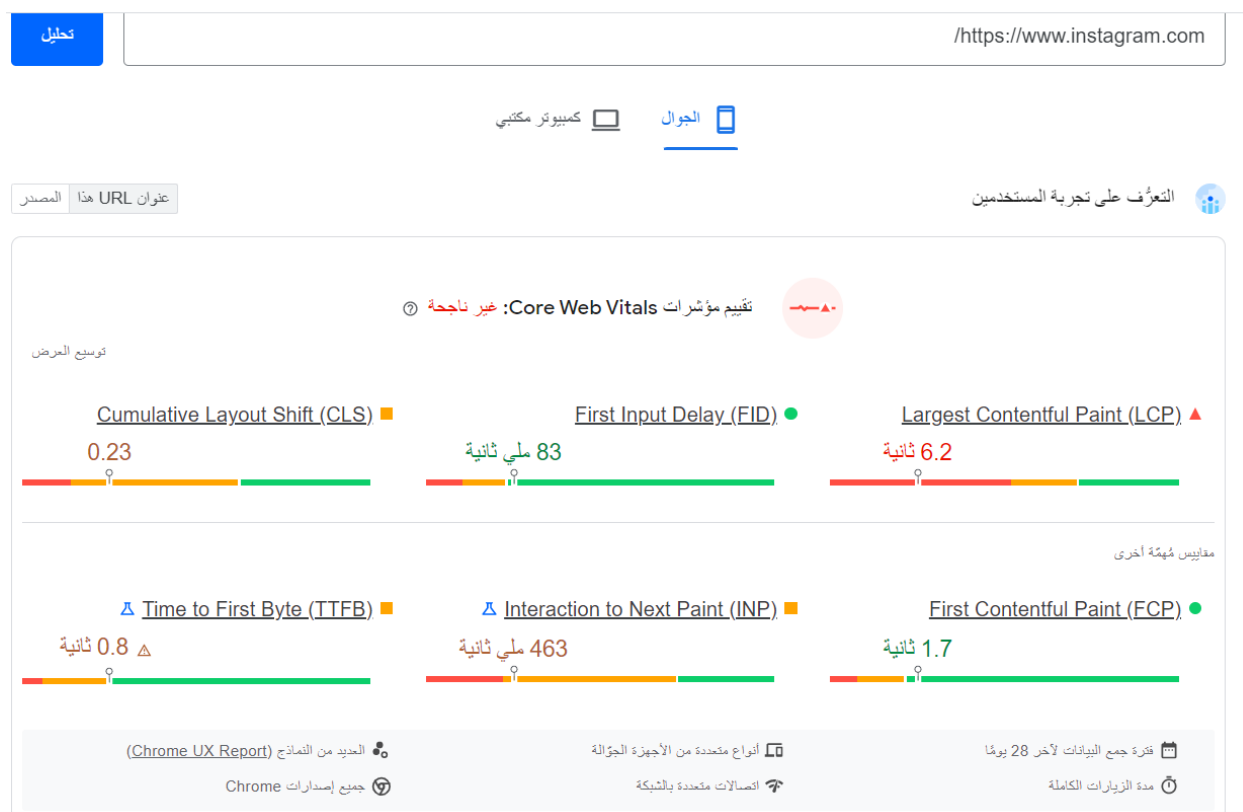 https://www.instagram.com/
تحليل
الجوال
كمبيوتر مكتبي
التعرُّف على تجربة المستخدمين
عنوان URL هذا
المصدر
تقييم مؤشرات Core Web Vitals: غير ناجحة
توسيع العرض
Largest Contentful Paint (LCP)
6.2 ثانية
First Input Delay (FID)
83 ملي ثانية
Cumulative Layout Shift (CLS)
0.23
مقاييس مُهمّة أخرى
First Contentful Paint (FCP)
1.7 ثانية
Interaction to Next Paint (INP)
463 ملي ثانية
Time to First Byte (TTFB)
0.8 ثانية
فترة جمع البيانات لآخر 28 يومًا
أنواع متعددة من الأجهزة الجوّالة
العديد من النماذج (Chrome UX Report)
مدة الزيارات الكاملة
اتصالات متعددة بالشبكة
جميع إصدارات Chrome